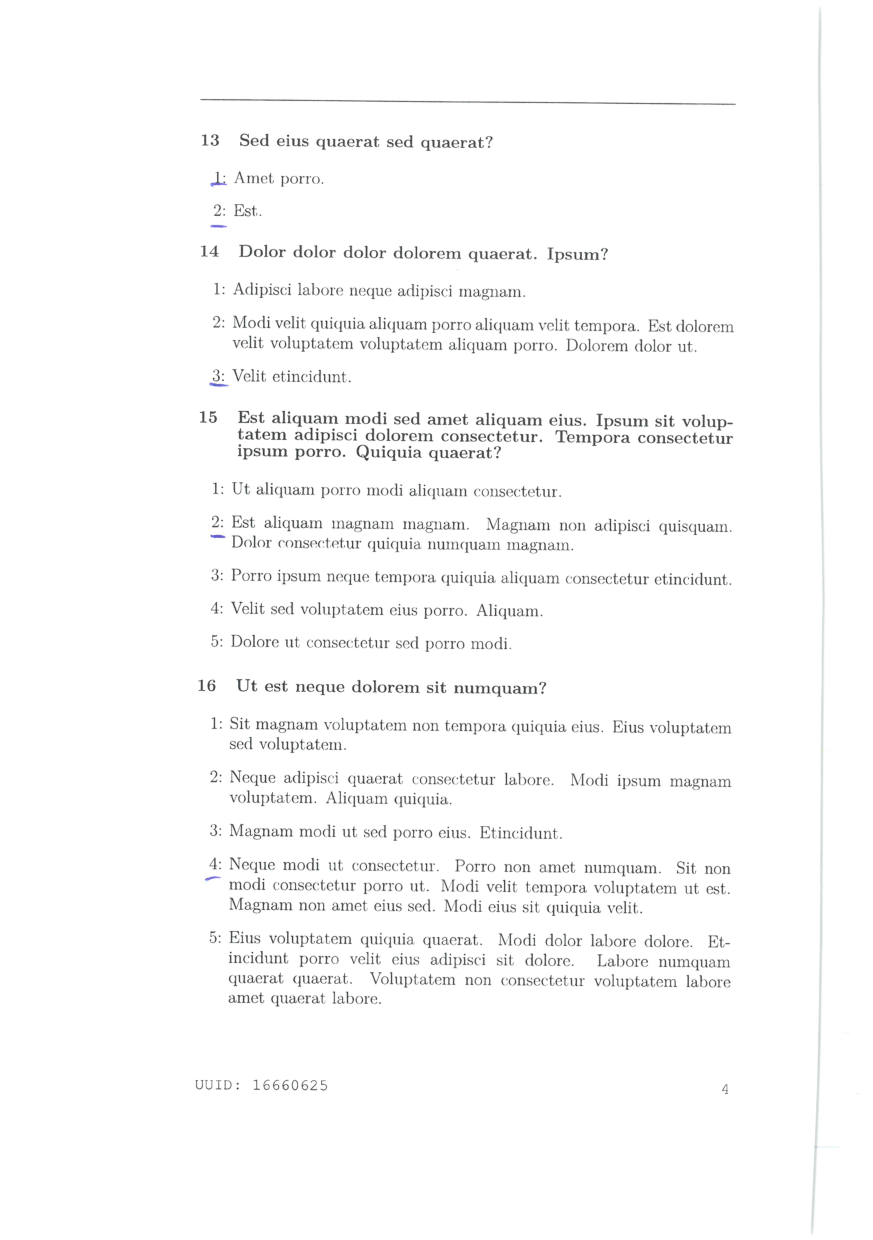 13 Sed eius quaerat sed quaerat?
1: Amet porro.
2: Est.
14 Dolor dolor dolor dolorem quaerat. Ipsum?
1: Adipisci labore neque adipisci magnam.
2: Modi velit quiquia aliquam porro aliquam velit tempora. Est dolorem
velit voluptatem voluptatem aliquam porro. Dolorem dolor ut.
3: Velit etincidunt.
15 Est aliquam modi sed amet aliquam eius. Ipsum sit volup-
tatem adipisci dolorem consectetur. Tempora consectetur
ipsum porro. Quiquia quaerat?
1: Ut aliquam porro modi aliquam consectetur.
2: Est aliquam magnam magnam. Magnam non adipisci quisquam.
Dolor consectetur quiquia numquam magnam.
3: Porro ipsum neque tempora quiquia aliquam consectetur etincidunt.
4: Velit sed voluptatem eius porro. Aliquam.
5: Dolore ut consectetur sed porro modi.
16 Ut est neque dolorem sit numquam?
1: Sit magnam voluptatem non tempora quiquia eius. Eius voluptatem
sed voluptatem.
2: Neque adipisci quaerat consectetur labore. Modi ipsum magnam
voluptatem. Aliquam quiquia.
3: Magnam modi ut sed porro eius. Etincidunt.
4: Neque modi ut consectetur. Porro non amet numquam. Sit non
modi consectetur porro ut. Modi velit tempora voluptatem ut est.
Magnam non amet eius sed. Modi eius sit quiquia velit.
5: Eius voluptatem quiquia quaerat. Modi dolor labore dolore. Et-
incidunt porro velit eius adipisci sit dolore. Labore numquam
quaerat quaerat. Voluptatem non consectetur voluptatem labore
amet quaerat labore.
UUID: 16660625
4